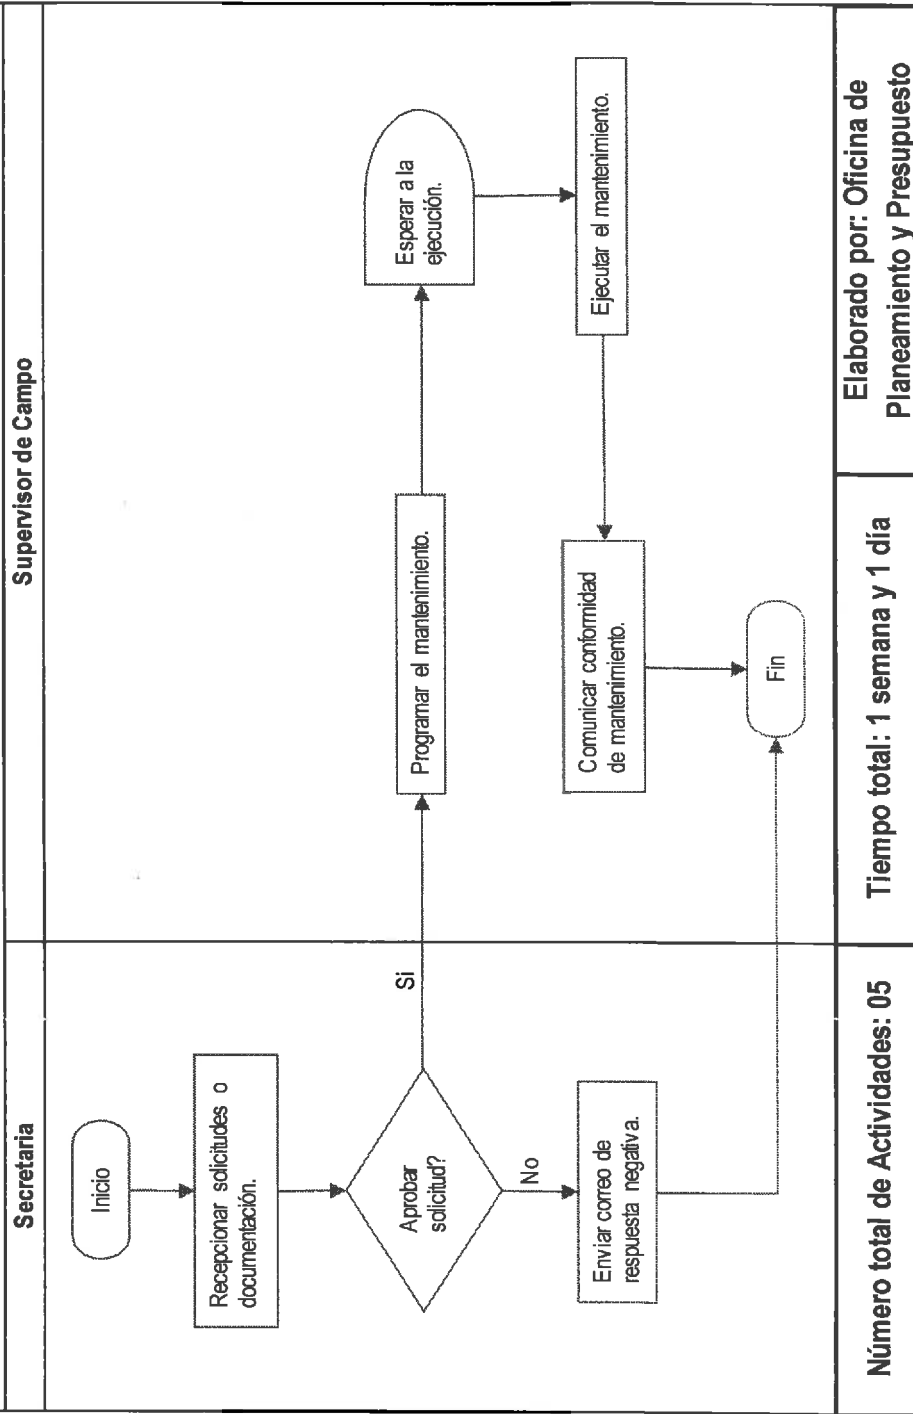 Secretaria
Supervisor de Campo
Inicio
Recepcionar solicitudes o
documentación.
Aprobar
solicitud?
Si
No
Enviar correo de
respuesta negativa.
Programar el mantenimiento.
Esperar a la
ejecución.
Ejecutar el mantenimiento.
Comunicar conformidad
de mantenimiento.
Fin
Número total de Actividades: 05
Tiempo total: 1 semana y 1 día
Elaborado por: Oficina de
Planeamiento y Presupuesto